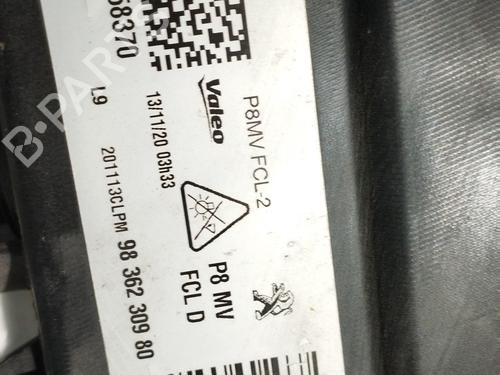 68370
L9
Valeo
13/11/20 03h33
P8MV FCL-2
201113CLPM 98 362 309 80
P8 MV
FCL D
B-PARTS